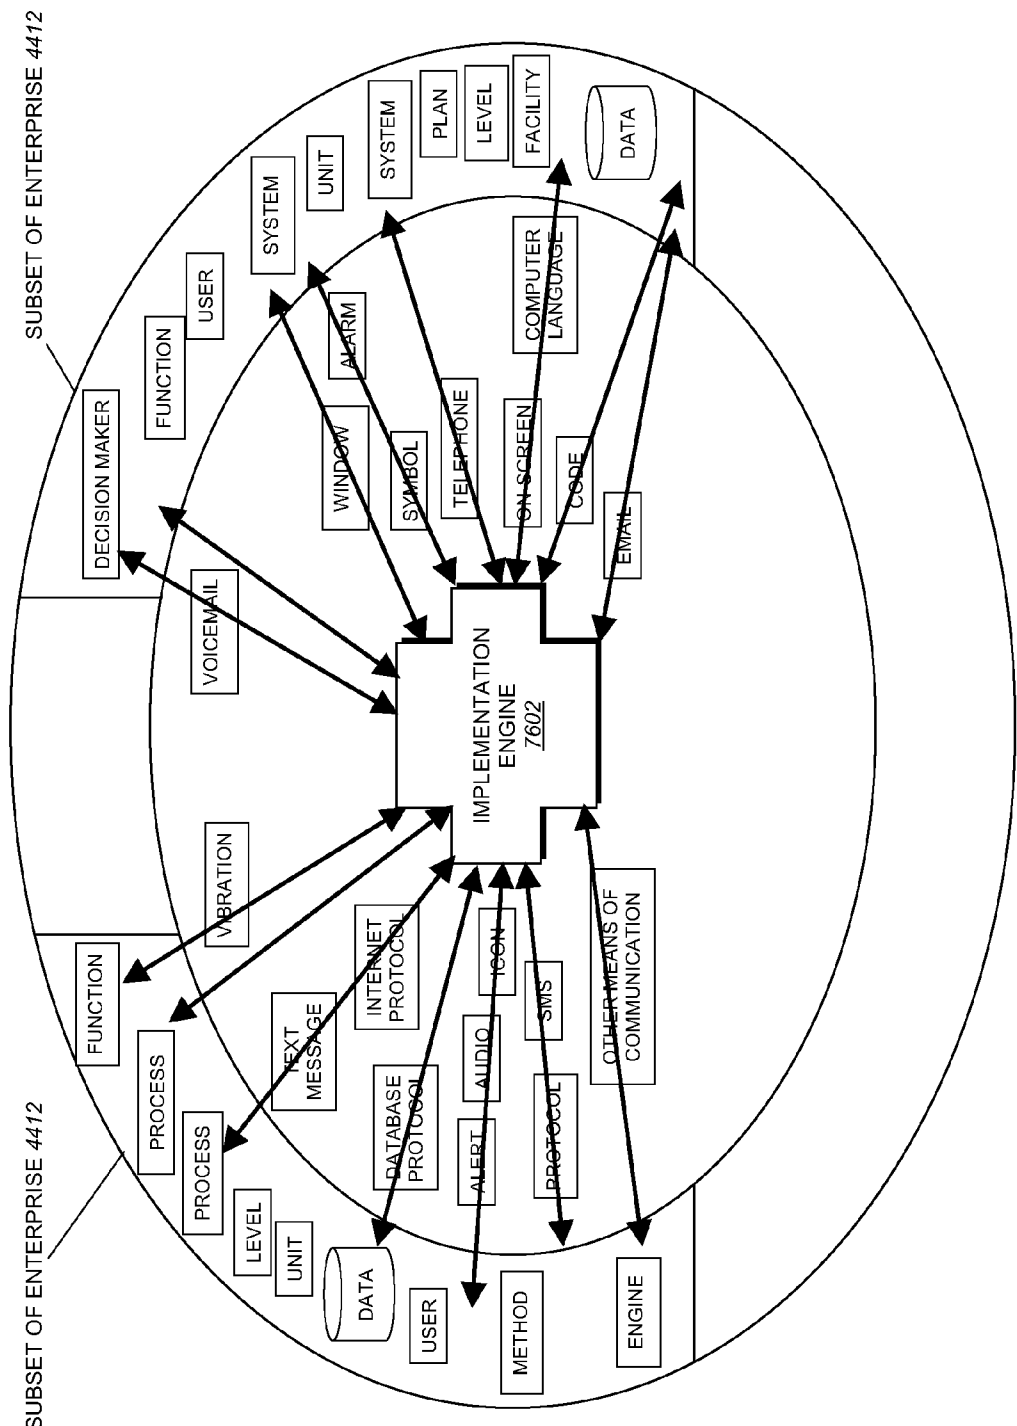 SUBSET OF ENTERPRISE 4412
SUBSET OF ENTERPRISE 4412
FUNCTION
PROCESS
PROCESS
LEVEL
UNIT
DATA
USER
METHOD
ENGINE
DECISION MAKER
FUNCTION
USER
SYSTEM
UNIT
SYSTEM
PLAN
LEVEL
FACILITY
DATA
VIBRATION
TEXT
MESSAGE
INTERNET
PROTOCOL
DATABASE
PROTOCOL
ICON
AUDIO
ALERT
SMS
PROTOCOL
OTHER MEANS OF
COMMUNICATION
VOICEMAIL
WINDOW
ALARM
SYMBOL
TELEPHONE
ON SCREEN
COMPUTER
LANGUAGE
CODE
EMAIL
IMPLEMENTATION
ENGINE
7602